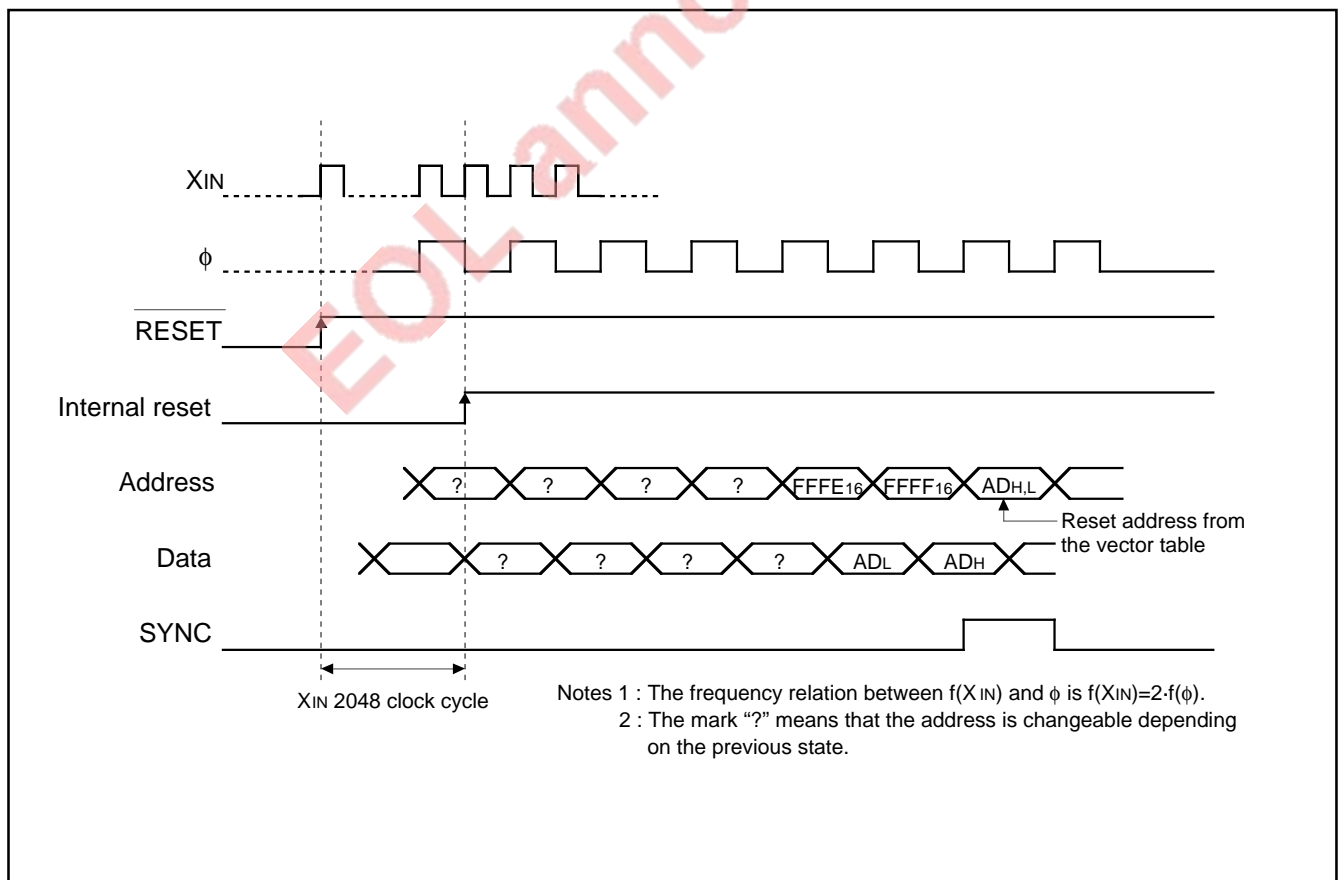 EOL anno
XIN
ϕ
RESET
Internal reset
Address ? ? ? ? FFFE16 FFFF16 ADH,L
Reset address from
the vector table
Data ? ? ? ? ADL ADH
SYNC
XIN 2048 clock cycle
Notes 1 : The frequency relation between f(XIN) and ϕ is f(XIN)=2·f(ϕ).
2 : The mark “?” means that the address is changeable depending
on the previous state.